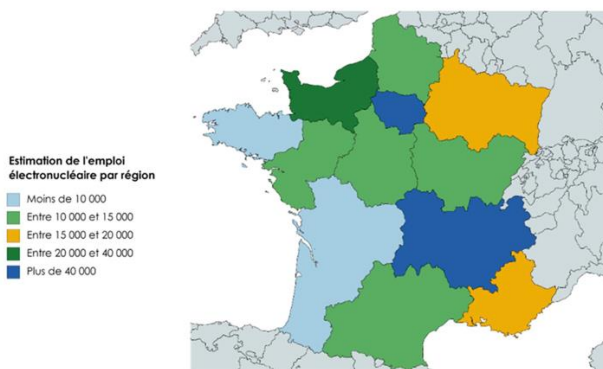 Estimation de l'emploi
électronucléaire par région
Moins de 10 000
Entre 10 000 et 15 000
Entre 15 000 et 20 000
Entre 20 000 et 40 000
Plus de 40 000